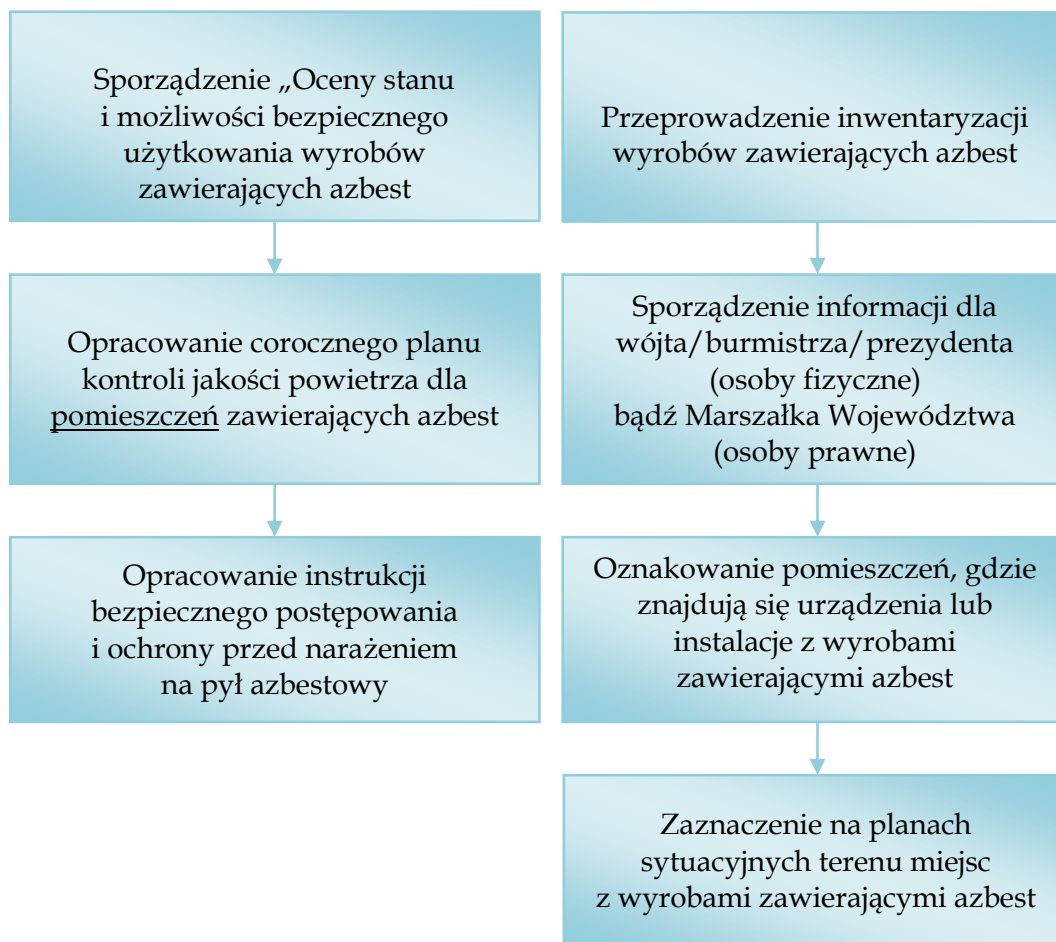 Sporządzenie „Oceny stanu
i możliwości bezpiecznego
użytkowania wyrobów
zawierających azbest
Opracowanie corocznego planu
kontroli jakości powietrza dla
pomieszczeń zawierających azbest
Opracowanie instrukcji
bezpiecznego postępowania
i ochrony przed narażeniem
na pył azbestowy
Przeprowadzenie inwentaryzacji
wyrobów zawierających azbest
Sporządzenie informacji dla
wójta/burmistrza/prezydenta
(osoby fizyczne)
bądź Marszałka Województwa
(osoby prawne)
Oznakowanie pomieszczeń, gdzie
znajdują się urządzenia lub
instalacje z wyrobami
zawierającymi azbest
Zaznaczenie na planach
sytuacyjnych terenu miejsc
z wyrobami zawierającymi azbest